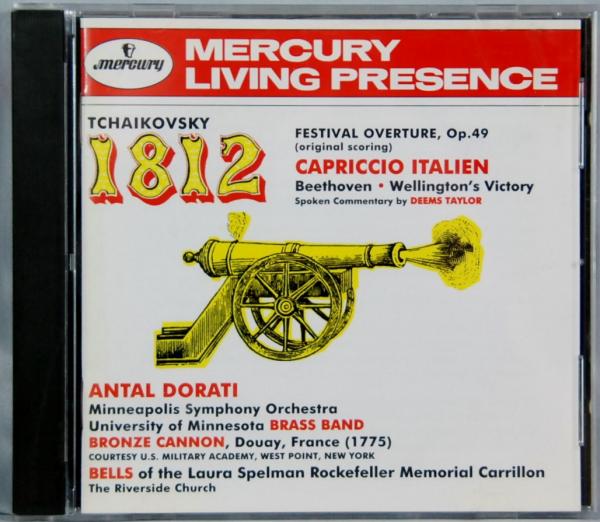 mercury
MERCURY
LIVING PRESENCE
TCHAIKOVSKY
1812
FESTIVAL OVERTURE, Op.49
(original scoring)
CAPRICCIO ITALIEN
Beethoven • Wellington's Victory
Spoken Commentary by DEEMS TAYLOR
ANTAL DORATI
Minneapolis Symphony Orchestra
University of Minnesota BRASS BAND
BRONZE CANNON, Douay, France (1775)
COURTESY U.S. MILITARY ACADEMY, WEST POINT, NEW YORK
BELLS of the Laura Spelman Rockefeller Memorial Carrillon
The Riverside Church